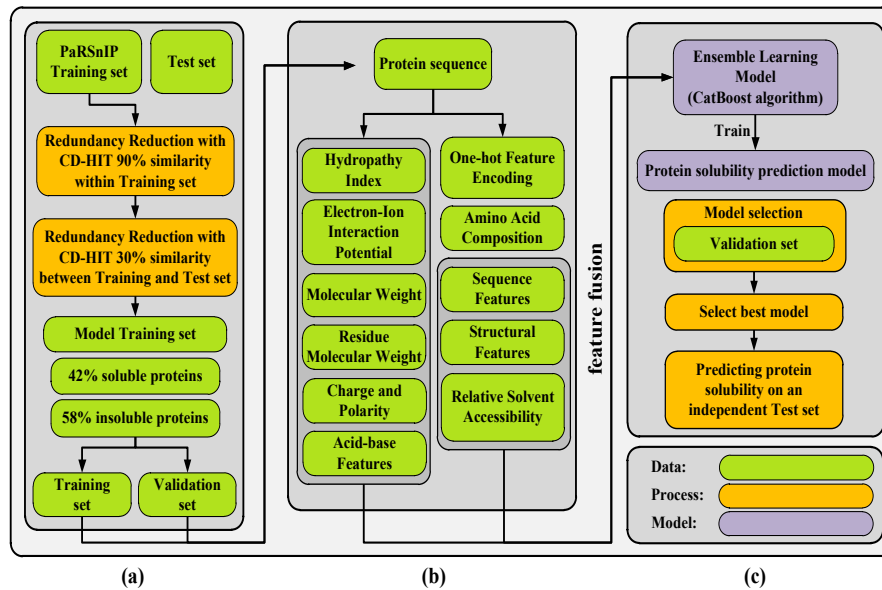 PaRSnIP
Training set
Test set
Redundancy Reduction with
CD-HIT 90% similarity
within Training set
Redundancy Reduction with
CD-HIT 30% similarity
between Training and Test set
Model Training set
42% soluble proteins
58% insoluble proteins
Training
set
Validation
set
(a)
Protein sequence
Hydropathy
Index
Electron-Ion
Interaction
Potential
Molecular Weight
Residue
Molecular Weight
Charge and
Polarity
Acid-base
Features
One-hot Feature
Encoding
Amino Acid
Composition
Sequence
Features
Structural
Features
Relative Solvent
Accessibility
(b)
feature fusion
Ensemble Learning
Model
(CatBoost algorithm)
Train
Protein solubility prediction model
Model selection
Validation set
Select best model
Predicting protein
solubility on an
independent Test set
Data:
Process:
Model:
(c)